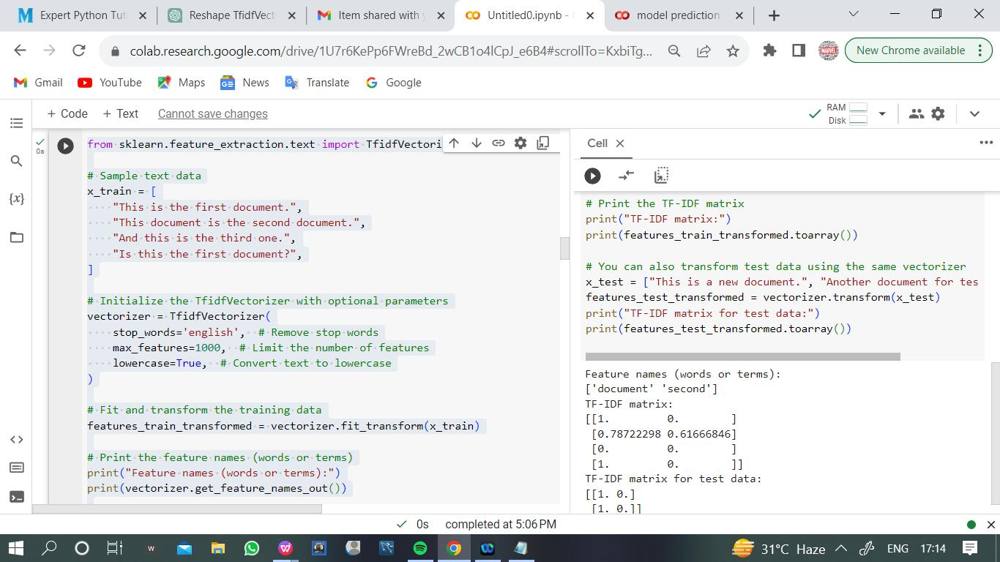 Expert Python Tut
Reshape TfidfVect
Item shared with y
Untitled0.ipynb -
model prediction
colab.research.google.com/drive/1U7r6KePp6FWreBd_2wCB1o4lCpJ_e6B4#scrollTo=KxbiTg...
New Chrome available
Gmail
YouTube
Maps
News
Translate
Google
+ Code
+ Text
Cannot save changes
RAM
Disk
0s
from sklearn.feature_extraction.text import TfidfVectori
# Sample text data
x_train = [
"This is the first document.",
"This document is the second document.",
"And this is the third one.",
"Is this the first document?",
]
# Initialize the TfidfVectorizer with optional parameters
vectorizer = TfidfVectorizer(
stop_words='english', # Remove stop words
max_features=1000, # Limit the number of features
lowercase=True, # Convert text to lowercase
)
# Fit and transform the training data
features_train_transformed = vectorizer.fit_transform(x_train)
# Print the feature names (words or terms)
print("Feature names (words or terms):")
print(vectorizer.get_feature_names_out())
Cell
# Print the TF-IDF matrix
print("TF-IDF matrix:")
print(features_train_transformed.toarray())
# You can also transform test data using the same vectorizer
x_test = ["This is a new document.", "Another document for tes
features_test_transformed = vectorizer.transform(x_test)
print("TF-IDF matrix for test data:")
print(features_test_transformed.toarray())
Feature names (words or terms):
['document' 'second']
TF-IDF matrix:
[[1. 0. ]
[0.78722298 0.61666846]
[0. 0. ]
[1. 0. ]]
TF-IDF matrix for test data:
[[1. 0.]
[1. 0.]]
0s completed at 5:06 PM
31°C Haze
ENG
17:14